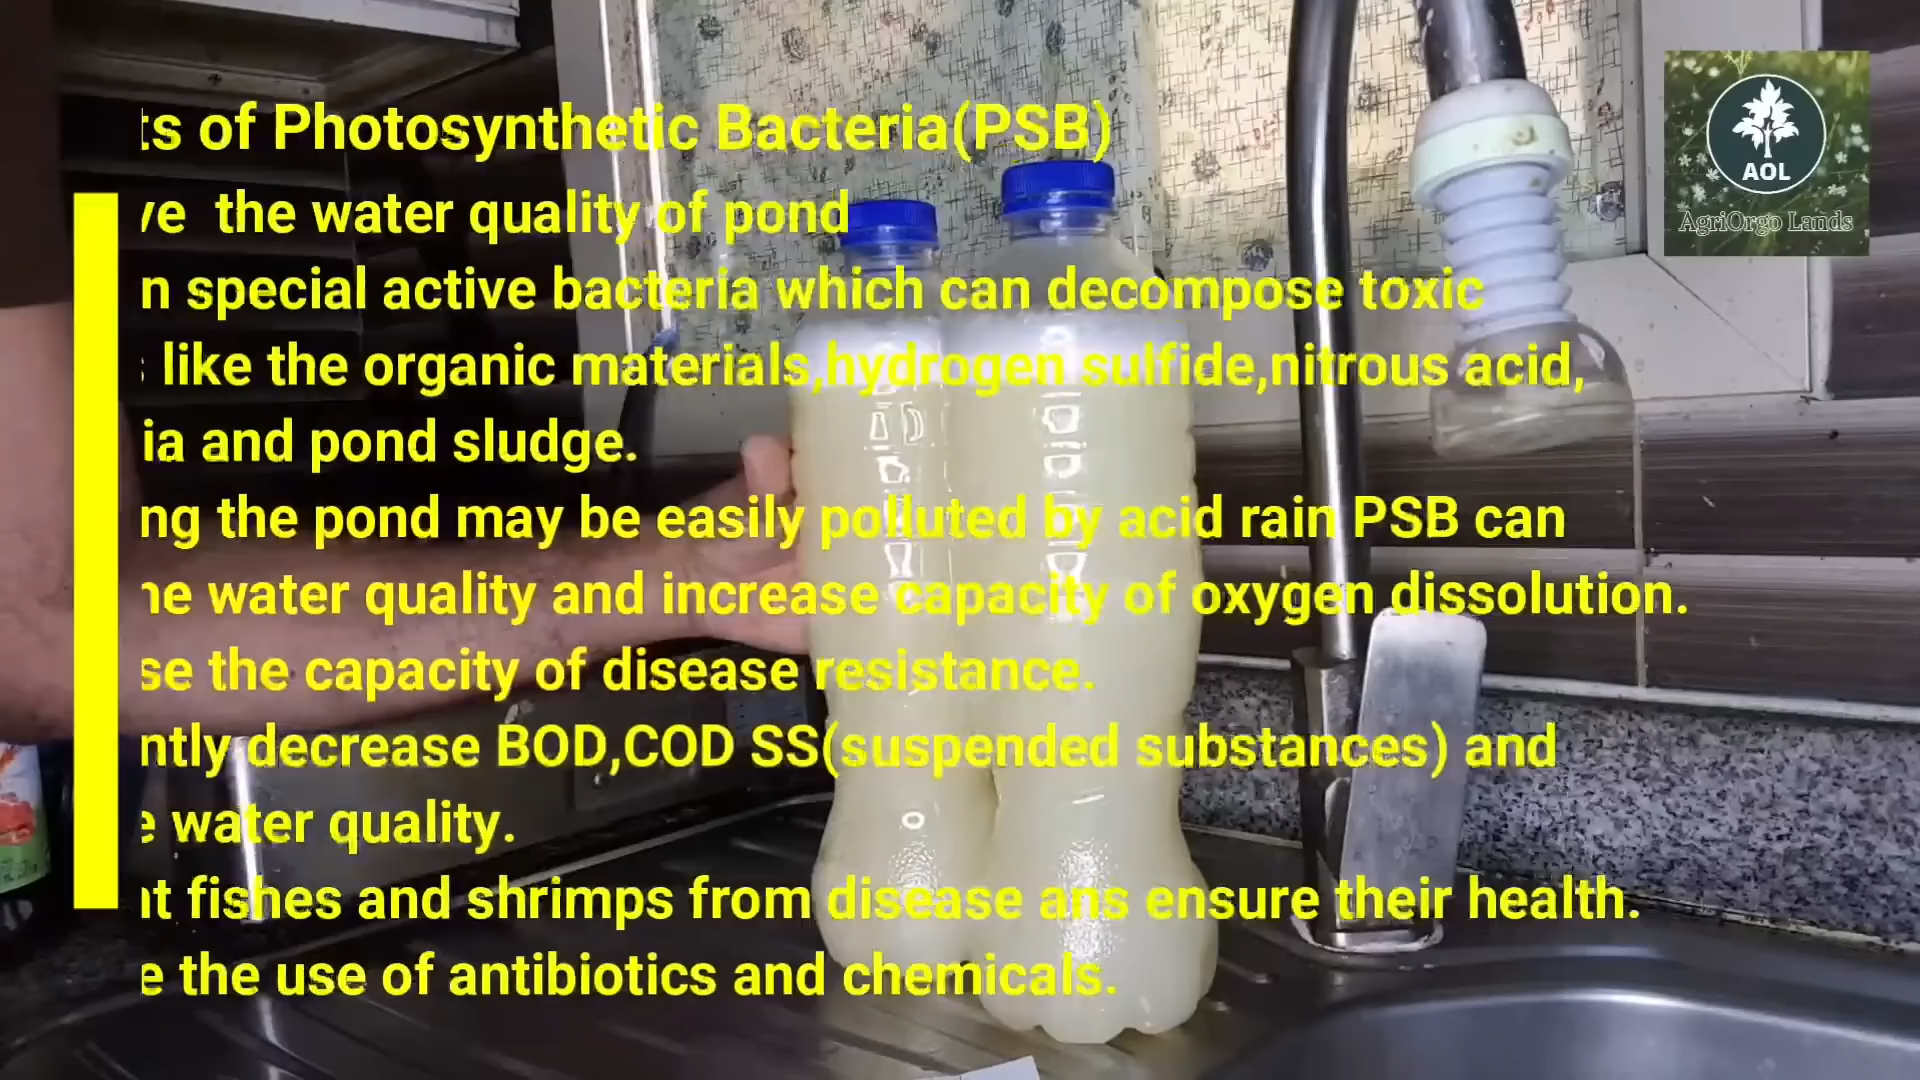 ts of Photosynthetic Bacteria(PSB)
ve the water quality of pond
n special active bacteria which can decompose toxic
like the organic materials,hydrogen sulfide,nitrous acid,
ia and pond sludge.
ng the pond may be easily polluted by acid rain PSB can
he water quality and increase capacity of oxygen dissolution.
se the capacity of disease resistance.
ntly decrease BOD,COD SS(suspended substances) and
e water quality.
nt fishes and shrimps from disease ans ensure their health.
e the use of antibiotics and chemicals.
AOL
AgriOrgo Lands